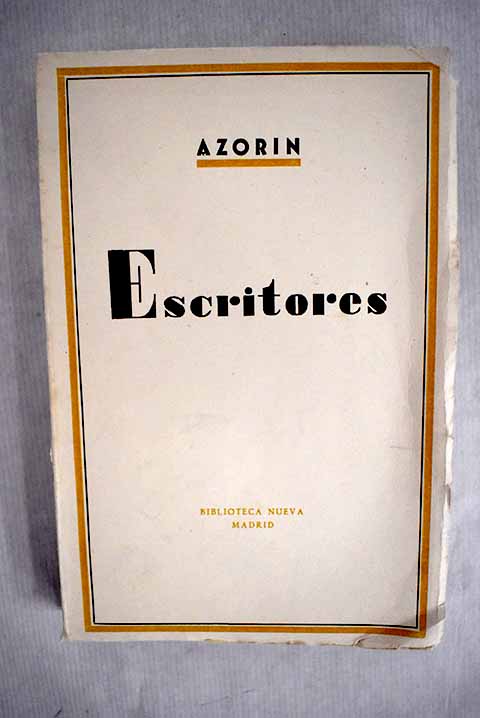 AZORIN
Escritores
BIBLIOTECA NUEVA
MADRID